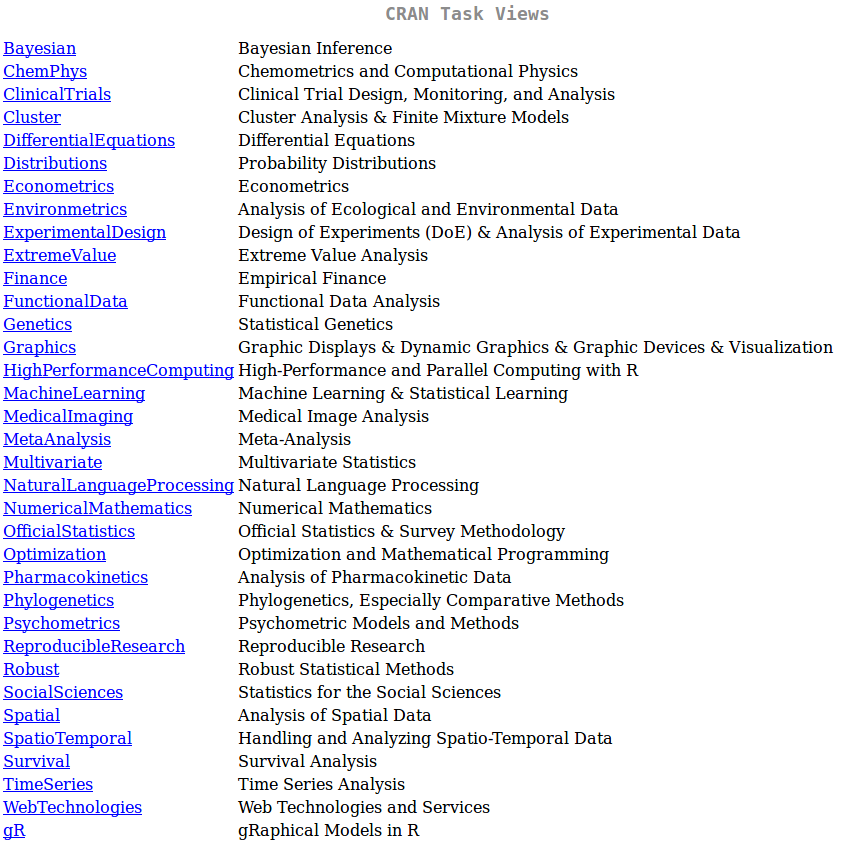 CRAN Task Views
Bayesian Bayesian Inference
ChemPhys Chemometrics and Computational Physics
ClinicalTrials Clinical Trial Design, Monitoring, and Analysis
Cluster Cluster Analysis & Finite Mixture Models
DifferentialEquations Differential Equations
Distributions Probability Distributions
Econometrics Econometrics
Environmetrics Analysis of Ecological and Environmental Data
ExperimentalDesign Design of Experiments (DoE) & Analysis of Experimental Data
ExtremeValue Extreme Value Analysis
Finance Empirical Finance
FunctionalData Functional Data Analysis
Genetics Statistical Genetics
Graphics Graphic Displays & Dynamic Graphics & Graphic Devices & Visualization
HighPerformanceComputing High-Performance and Parallel Computing with R
MachineLearning Machine Learning & Statistical Learning
MedicalImaging Medical Image Analysis
MetaAnalysis Meta-Analysis
Multivariate Multivariate Statistics
NaturalLanguageProcessing Natural Language Processing
NumericalMathematics Numerical Mathematics
OfficialStatistics Official Statistics & Survey Methodology
Optimization Optimization and Mathematical Programming
Pharmacokinetics Analysis of Pharmacokinetic Data
Phylogenetics Phylogenetics, Especially Comparative Methods
Psychometrics Psychometric Models and Methods
ReproducibleResearch Reproducible Research
Robust Robust Statistical Methods
SocialSciences Statistics for the Social Sciences
Spatial Analysis of Spatial Data
SpatioTemporal Handling and Analyzing Spatio-Temporal Data
Survival Survival Analysis
TimeSeries Time Series Analysis
WebTechnologies Web Technologies and Services
gR gRaphical Models in R